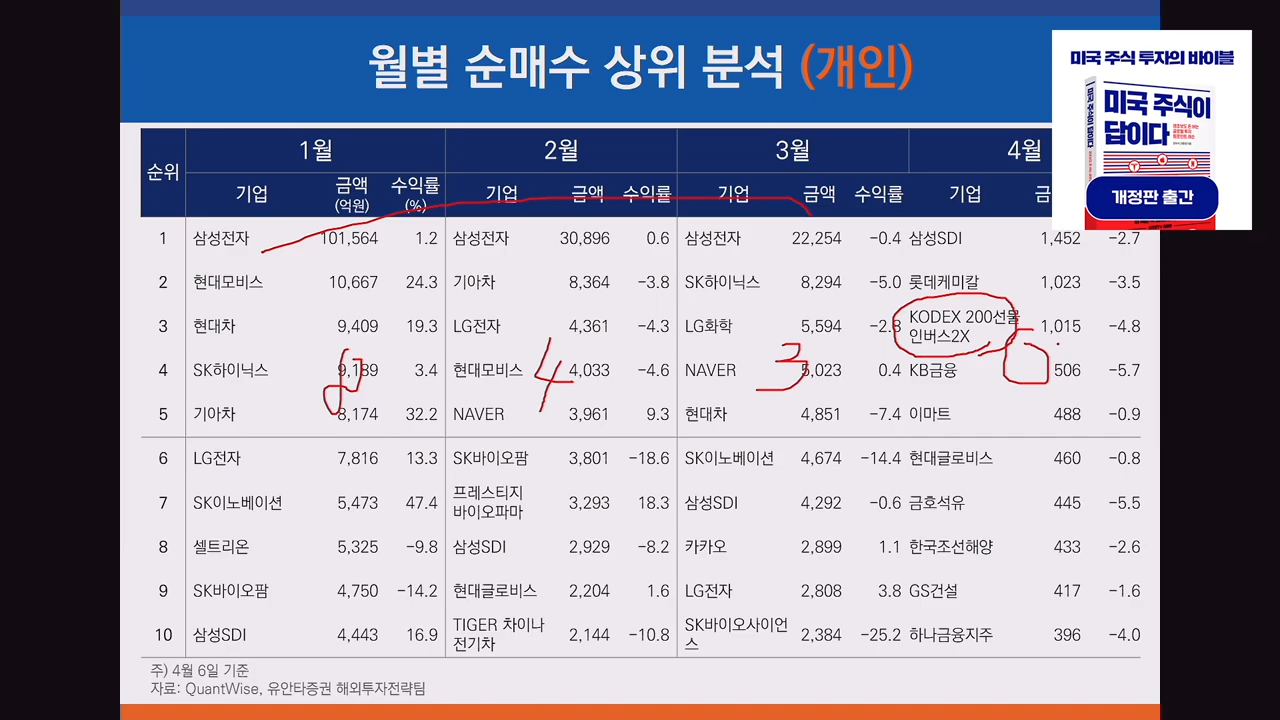 월별 순매수 상위 분석 (개인)
미국 주식 투자의 바이블
미국 주식이
답이다
미국 주식이 답이다
개정판 출간
순위 1월 2월 3월 4월
기업 금액 (억원) 수익률 (%) 기업 금액 수익률 기업 금액 수익률 기업
1 삼성전자 101,564 1.2 삼성전자 30,896 0.6 삼성전자 22,254 -0.4 삼성SDI 1,452 -2.7
2 현대모비스 10,667 24.3 기아차 8,364 -3.8 SK하이닉스 8,294 -5.0 롯데케미칼 1,023 -3.5
3 현대차 9,409 19.3 LG전자 4,361 -4.3 LG화학 5,594 -2.8 KODEX 200선물 인버스2X 1,015 -4.8
4 SK하이닉스 9,189 3.4 현대모비스 4,033 -4.6 NAVER 5,023 0.4 KB금융 506 -5.7
5 기아차 8,174 32.2 NAVER 3,961 9.3 현대차 4,851 -7.4 이마트 488 -0.9
6 LG전자 7,816 13.3 SK바이오팜 3,801 -18.6 SK이노베이션 4,674 -14.4 현대글로비스 460 -0.8
7 SK이노베이션 5,473 47.4 프레스티지 바이오파마 3,293 18.3 삼성SDI 4,292 -0.6 금호석유 445 -5.5
8 셀트리온 5,325 -9.8 삼성SDI 2,929 -8.2 카카오 2,899 1.1 한국조선해양 433 -2.6
9 SK바이오팜 4,750 -14.2 현대글로비스 2,204 1.6 LG전자 2,808 3.8 GS건설 417 -1.6
10 삼성SDI 4,443 16.9 TIGER 차이나 전기차 2,144 -10.8 SK바이오사이언스 2,384 -25.2 하나금융지주 396 -4.0
8 4 3
주) 4월 6일 기준
자료: QuantWise, 유안타증권 해외투자전략팀